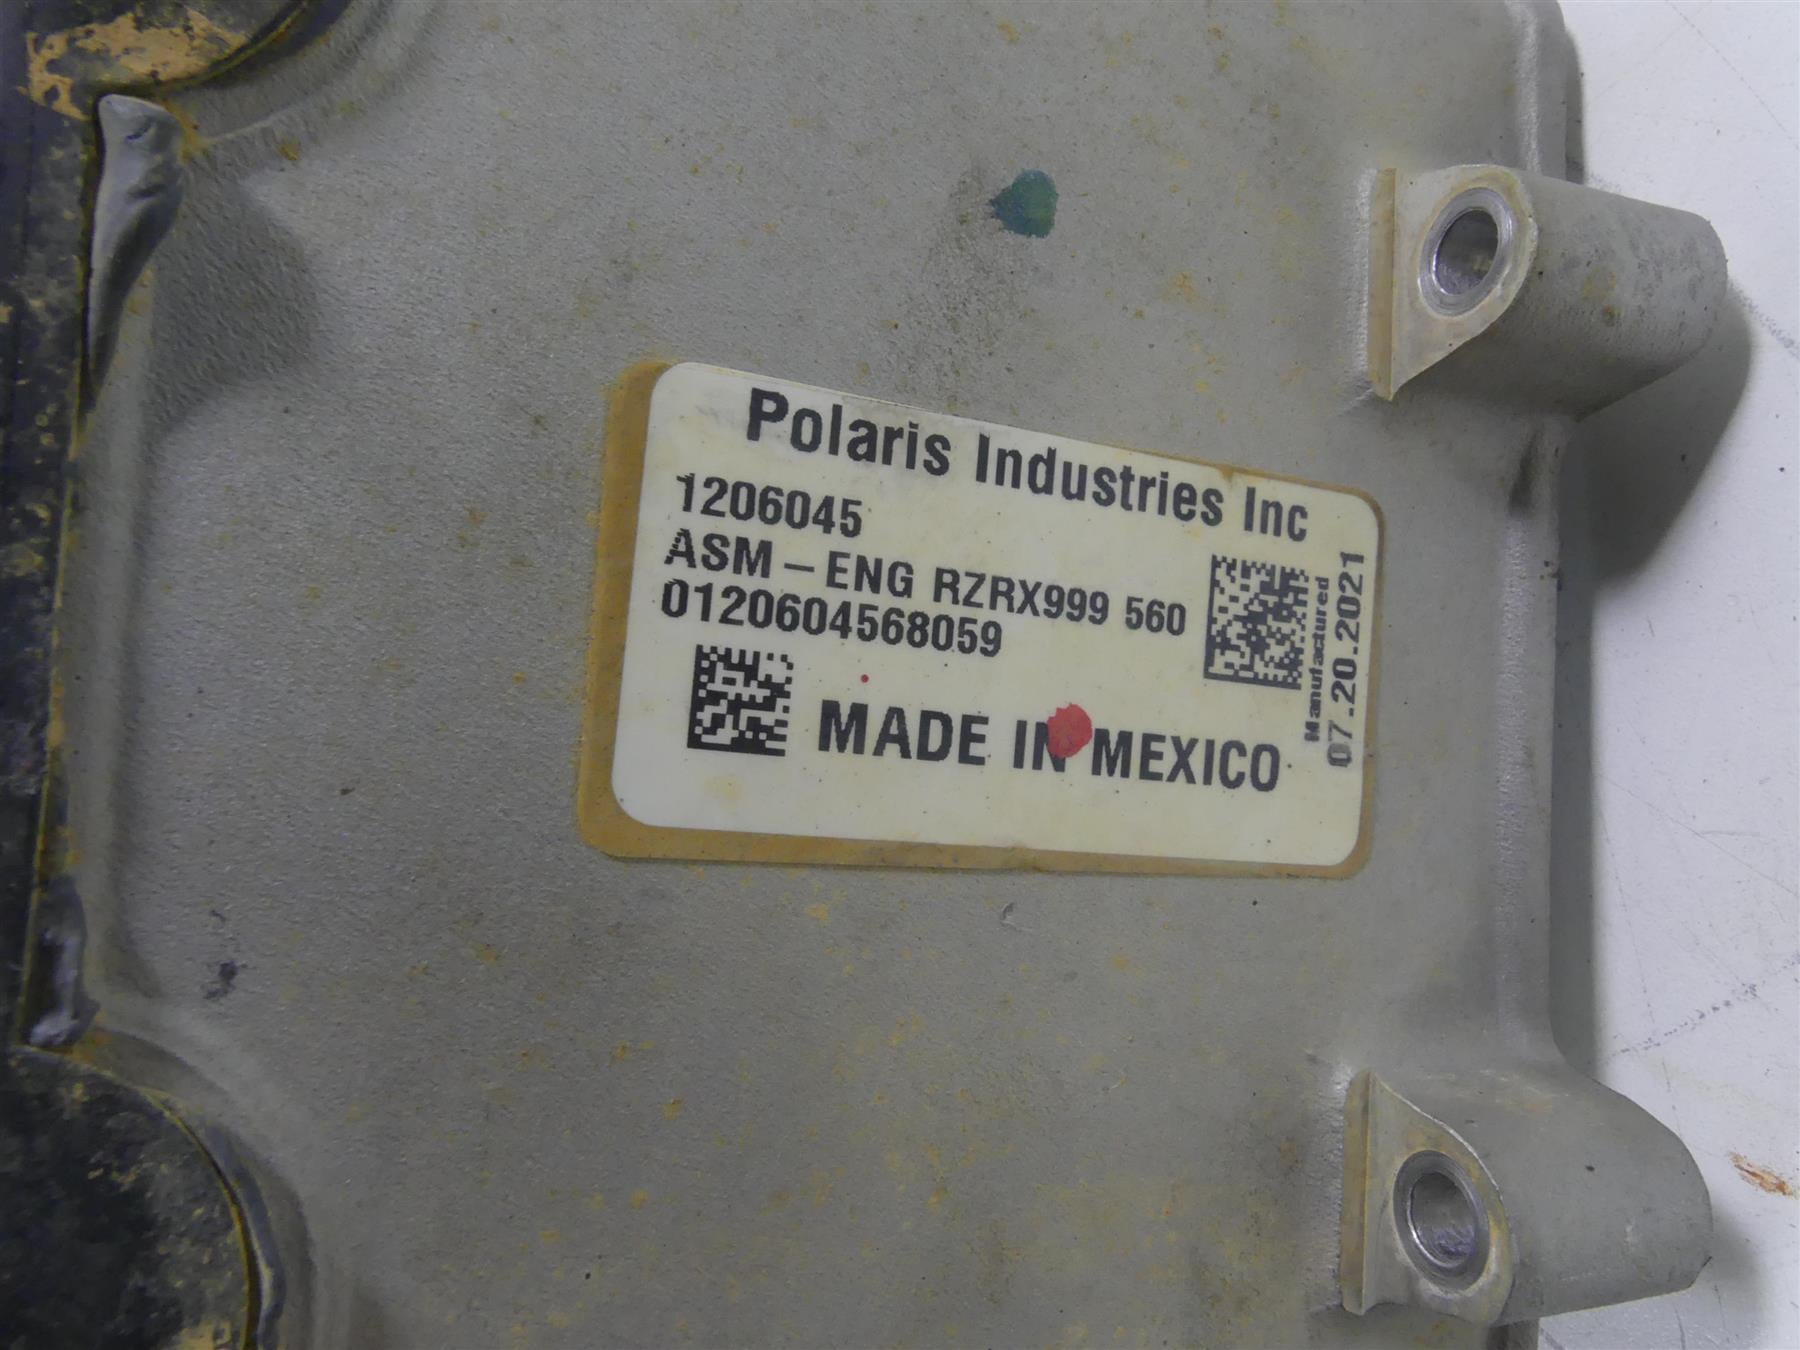 Polaris Industries Inc
1206045
ASM – ENG RZRX999 560
0120604568059
MADE IN MEXICO
Manufactured
07.20.2021